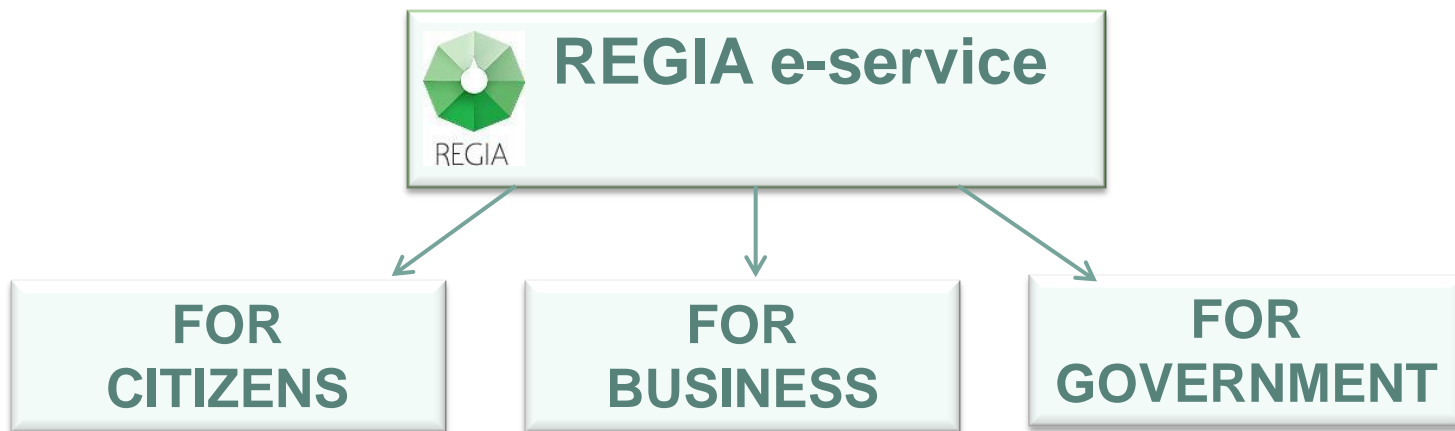 REGIA e-service
REGIA
FOR
CITIZENS
FOR
BUSINESS
FOR
GOVERNMENT